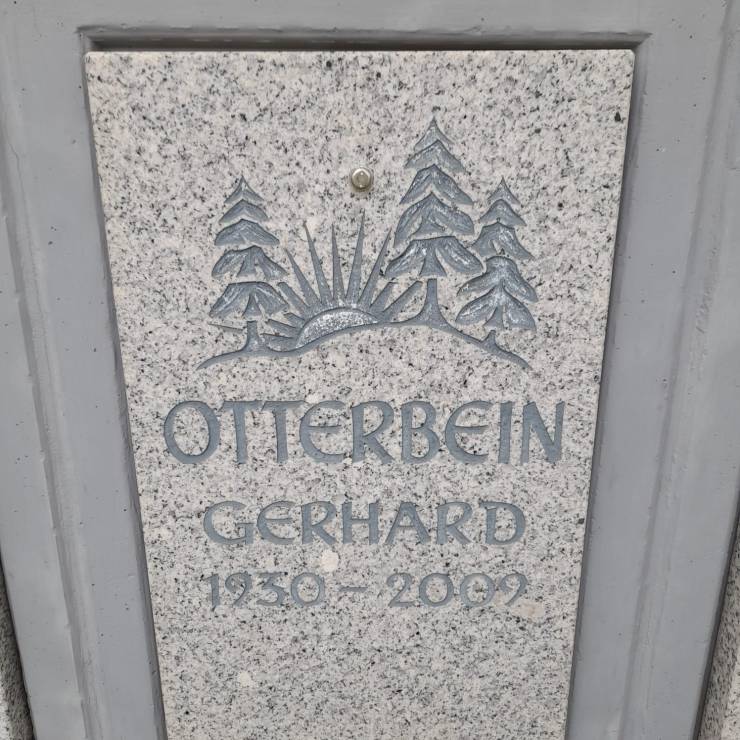 OTTERBEIN
GERHARD
1930 – 2009